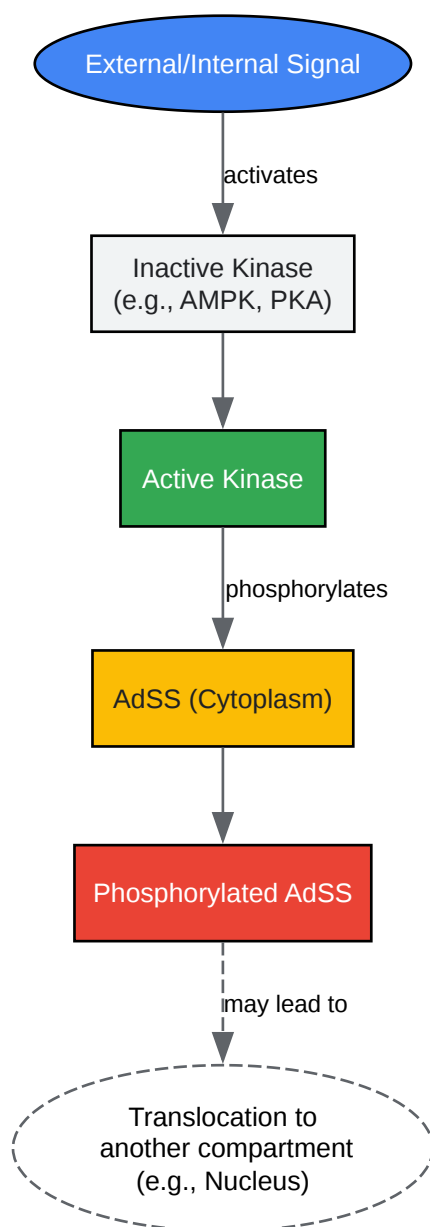 External/Internal Signal
activates
Inactive Kinase
(e.g., AMPK, PKA)
Active Kinase
phosphorylates
AdSS (Cytoplasm)
Phosphorylated AdSS
may lead to
Translocation to
another compartment
(e.g., Nucleus)